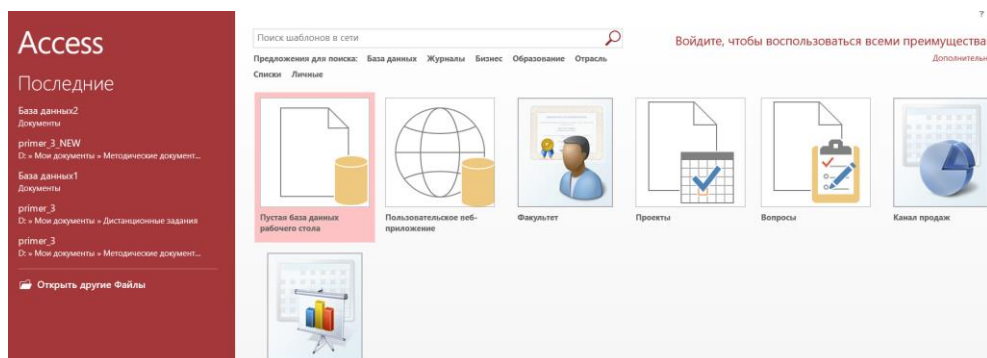 ?
Access
Поиск шаблонов в сети
Войдите, чтобы воспользоваться всеми преимущества
Предложения для поиска: База данных Журналы Бизнес Образование Отрасль
Дополнительн
Списки Личные
Последние
База данных2
Документы
primer_3_NEW
D: » Мои документы » Методические документ...
База данных1
Документы
primer_3
D: » Мои документы » Дистанционные задания
primer_3
D: » Мои документы » Методические документ...
Открыть другие Файлы
Пустая база данных
рабочего стола
Пользовательское веб-
приложение
Факультет
Проекты
Вопросы
Канал продаж